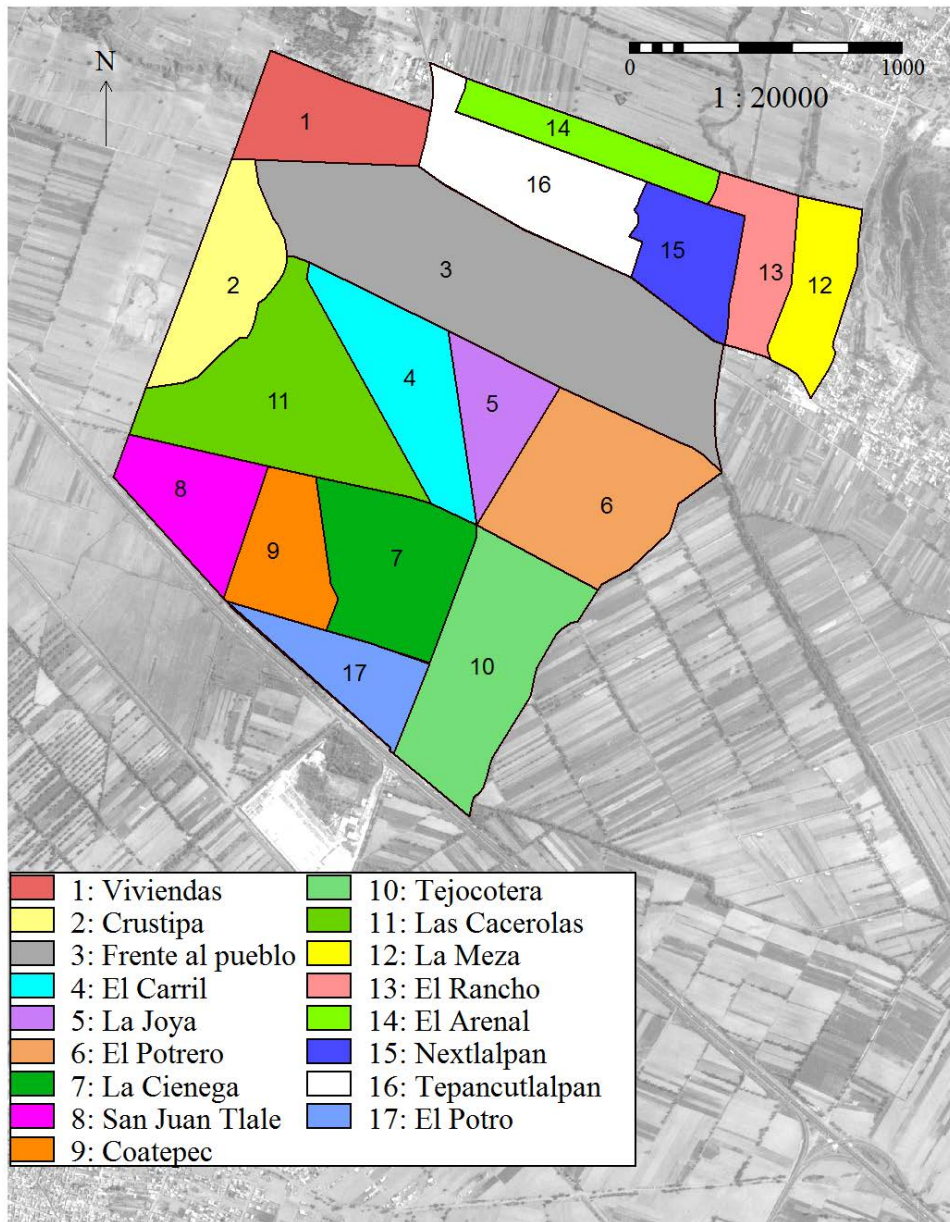 N
0 1000
1 : 20000
1
14
16
15
13
12
3
2
4
5
11
8
6
9
7
10
17
1: Viviendas
2: Crustipa
3: Frente al pueblo
4: El Carril
5: La Joya
6: El Potrero
7: La Cienega
8: San Juan Tlale
9: Coatepec
10: Tejocotera
11: Las Cacerolas
12: La Meza
13: El Rancho
14: El Arenal
15: Nextlalpan
16: Tepancutlalpan
17: El Potro